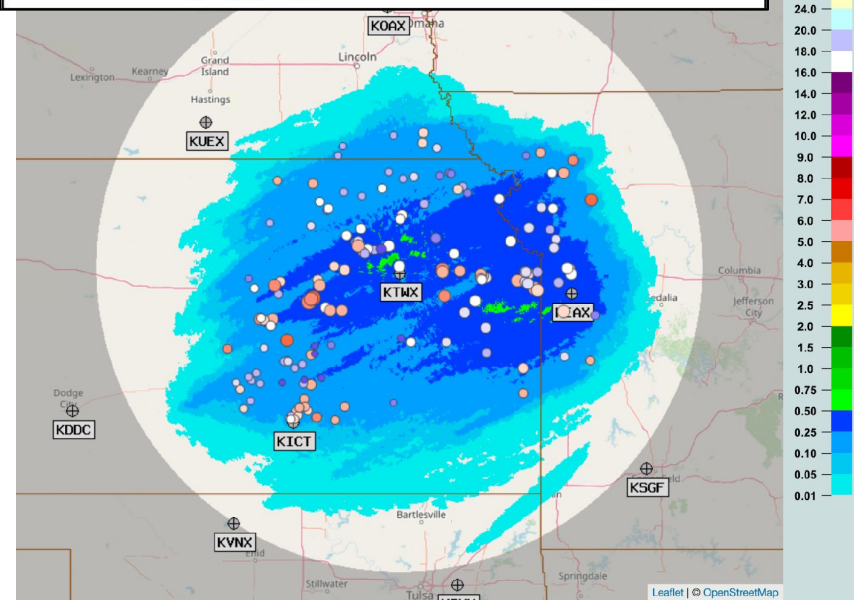 KOAX
Omaha
24.0
20.0
18.0
16.0
14.0
12.0
10.0
9.0
8.0
7.0
6.0
5.0
4.0
3.0
2.5
2.0
1.5
1.0
0.75
0.50
0.25
0.10
0.05
0.01
Lincoln
Grand
Island
Lexington
Kearney
Hastings
KUEX
KTWX
Columbia
Jefferson
City
Dodge
City
KDDC
KICT
KSGF
Bartlesville
KVNX
Enid
Stillwater
Tulsa
Springdale
Leaflet | © OpenStreetMap